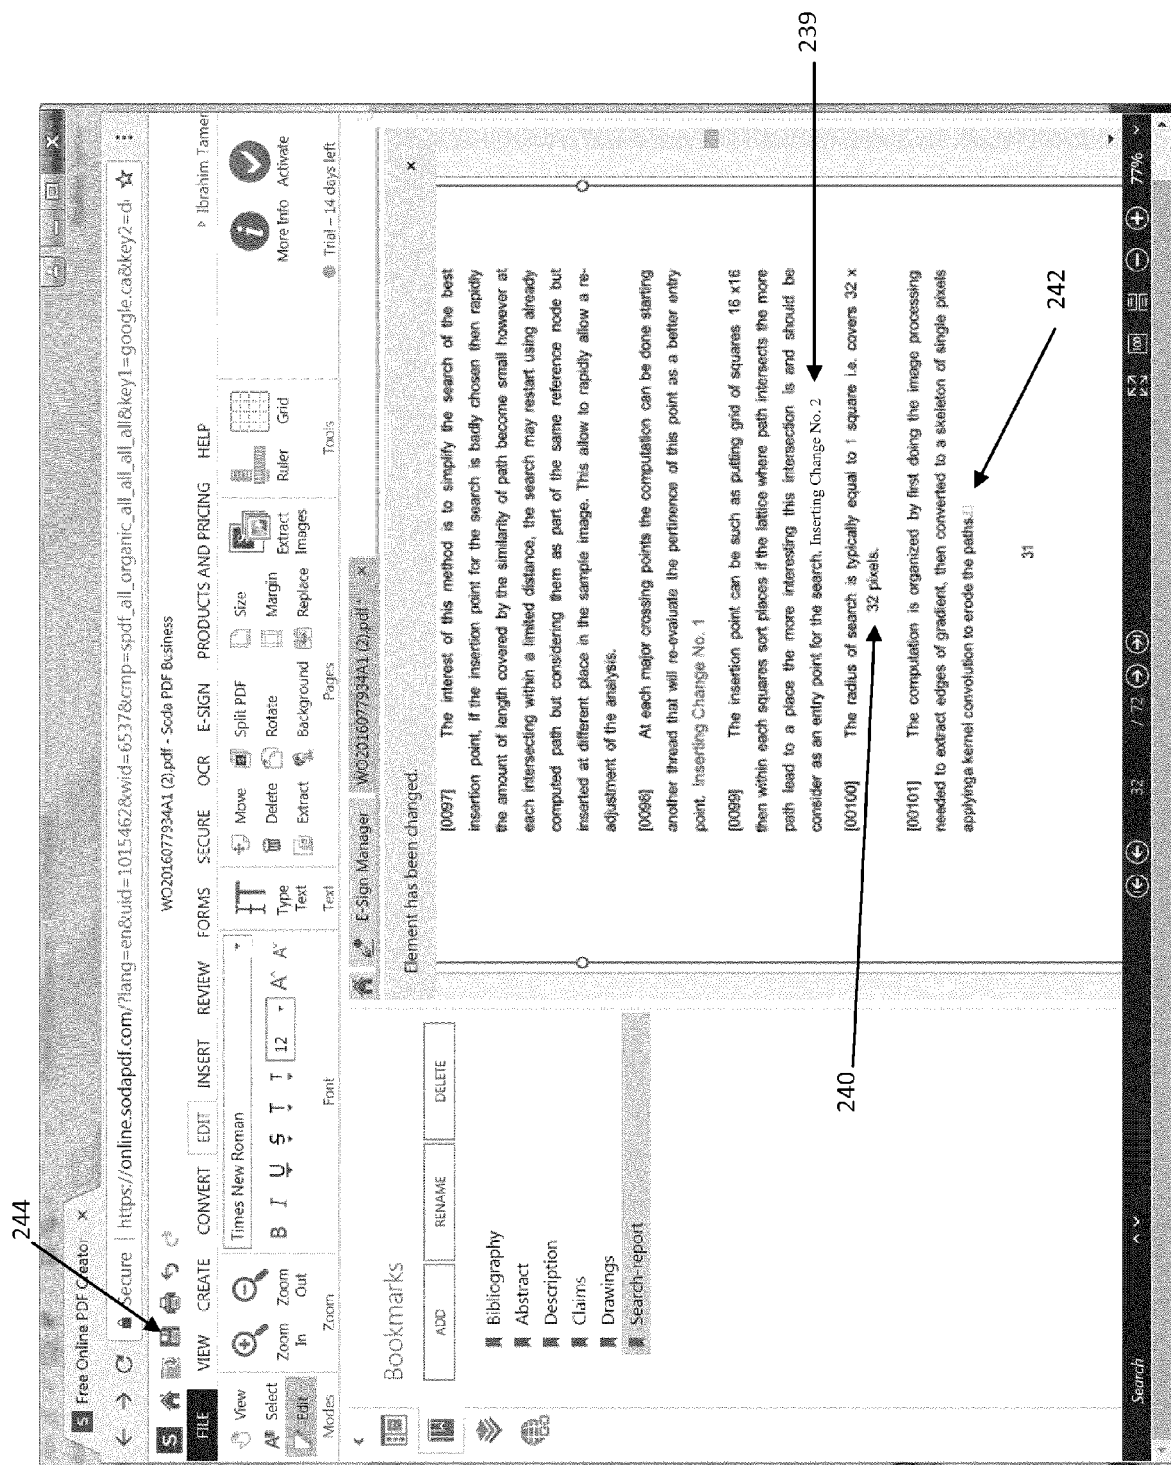 244
Free Online PDF Creator ×
Secure | https://online.sodapdf.com/?lang=en&uid=1015462&wid=6537&cmp=spdf_all_organic_all_all_all_all&key1=google.ca&key2=d
WO2016077934A1 (2).pdf - Soda PDF Business
Ibrahim Tamer
FILE VIEW CREATE CONVERT EDIT INSERT REVIEW FORMS SECURE OCR E-SIGN PRODUCTS AND PRICING HELP
View
Select
Edit
Modes
Zoom In
Zoom Out
Zoom
Times New Roman
B I U S T T 12 A A
Font
Type Text
Text
Move
Delete
Extract
Split PDF
Rotate
Background
Size
Margin
Replace
Extract Images
Pages
Ruler
Grid
Tools
More Info
Activate
Trial – 14 days left
E-Sign Manager
WO2016077934A1 (2).pdf * ×
Element has been changed.
×
Bookmarks
ADD
RENAME
DELETE
Bibliography
Abstract
Description
Claims
Drawings
Search-report
[0097] The interest of this method is to simplify the search of the best
insertion point. If the insertion point for the search is badly chosen then rapidly
the amount of length covered by the similarity of path become small however at
each intersecting within a limited distance, the search may restart using already
computed path but considering them as part of the same reference node but
inserted at different place in the sample image. This allow to rapidly allow a re-
adjustment of the analysis.
[0098] At each major crossing points the computation can be done starting
another thread that will re-evaluate the pertinence of this point as a better entry
point. Inserting Change No. 1
[0099] The insertion point can be such as putting grid of squares 16 x16
then within each squares sort places if the lattice where path intersects the more
path lead to a place the more interesting this intersection is and should be
consider as an entry point for the search. Inserting Change No. 2
239
[00100] The radius of search is typically equal to 1 square i.e. covers 32 x
240
32 pixels.
[00101] The computation is organized by first doing the image processing
needed to extract edges of gradient, then converted to a skeleton of single pixels
applyinga kernel convolution to erode the paths.
242
31
Search
32 / 72
77%